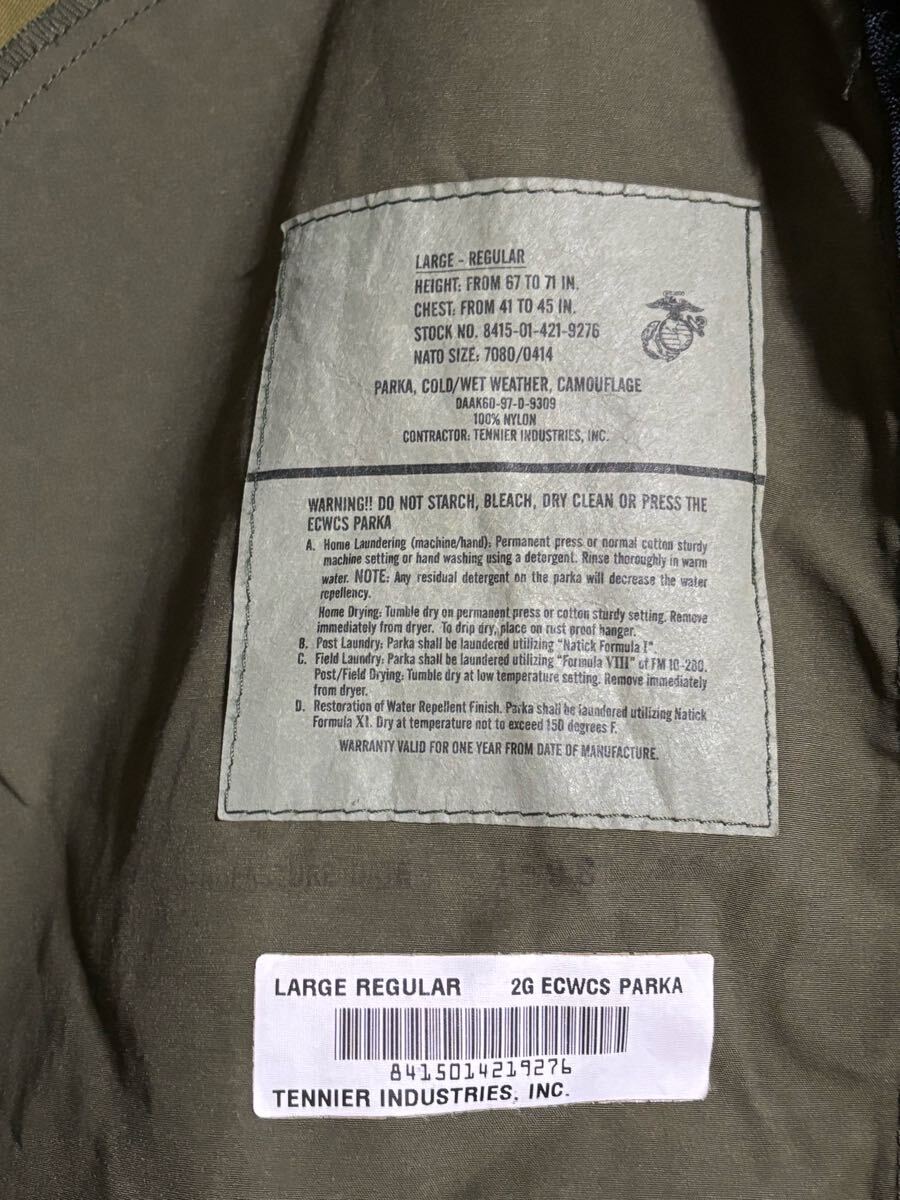 LARGE - REGULAR
HEIGHT: FROM 67 TO 71 IN.
CHEST: FROM 41 TO 45 IN.
STOCK NO. 8415-01-421-9276
NATO SIZE: 7080/0414
PARKA, COLD/WET WEATHER, CAMOUFLAGE
DAAK60-97-D-9309
100% NYLON
CONTRACTOR: TENNIER INDUSTRIES, INC.
WARNING!! DO NOT STARCH, BLEACH, DRY CLEAN OR PRESS THE
ECWCS PARKA
A. Home Laundering (machine/hand): Permanent press or normal cotton sturdy
machine setting or hand washing using a detergent. Rinse thoroughly in warm
water. NOTE: Any residual detergent on the parka will decrease the water
repellency.
Home Drying: Tumble dry on permanent press or cotton sturdy setting. Remove
immediately from dryer. To drip dry, place on rust proof hanger.
B. Post Laundry: Parka shall be laundered utilizing "Natick Formula I".
C. Field Laundry: Parka shall be laundered utilizing "Formula VIII" of FM 10-280.
Post/Field Drying: Tumble dry at low temperature setting. Remove immediately
from dryer.
D. Restoration of Water Repellent Finish. Parka shall be laundered utilizing Natick
Formula XI. Dry at temperature not to exceed 150 degrees F.
WARRANTY VALID FOR ONE YEAR FROM DATE OF MANUFACTURE.
LARGE REGULAR 2G ECWCS PARKA
8415014219276
TENNIER INDUSTRIES, INC.